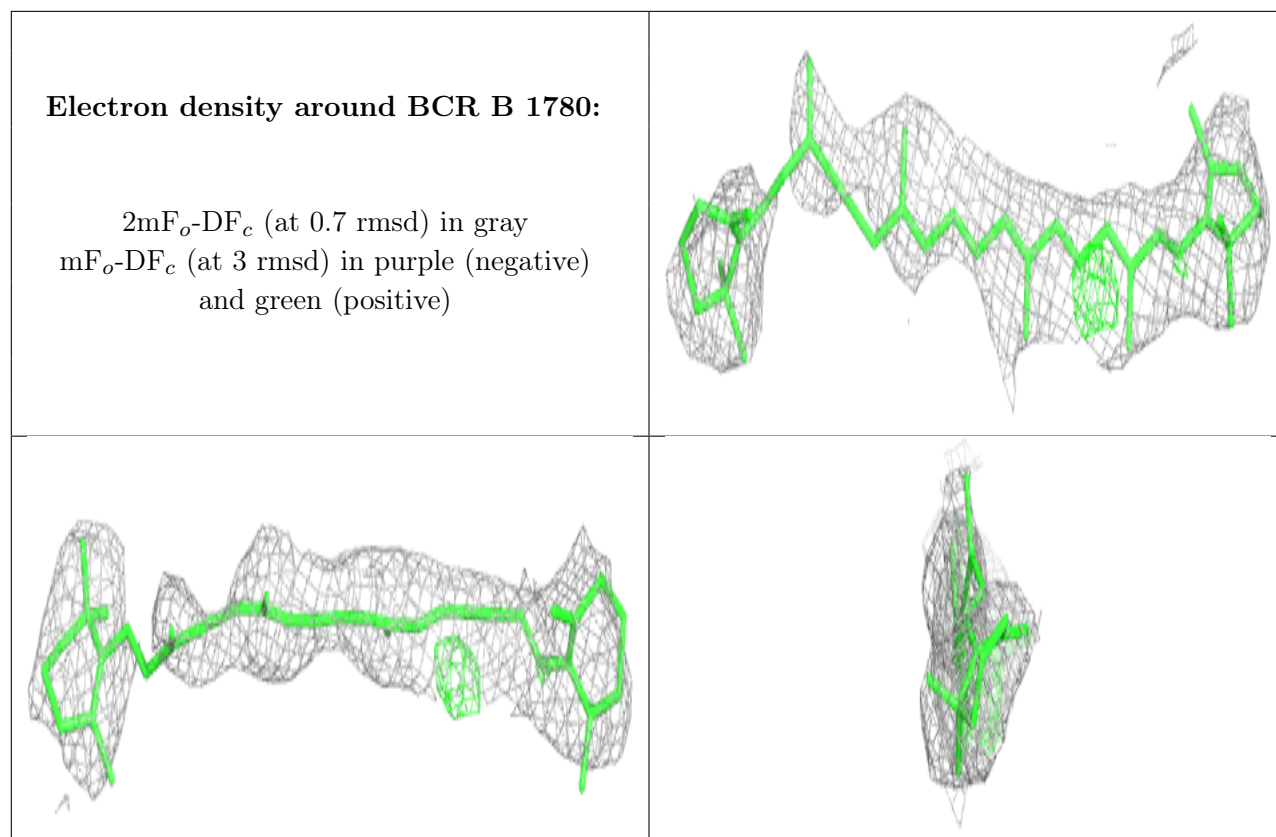 Electron density around BCR B 1780:
2mFo-DFc (at 0.7 rmsd) in gray
mFo-DFc (at 3 rmsd) in purple (negative)
and green (positive)